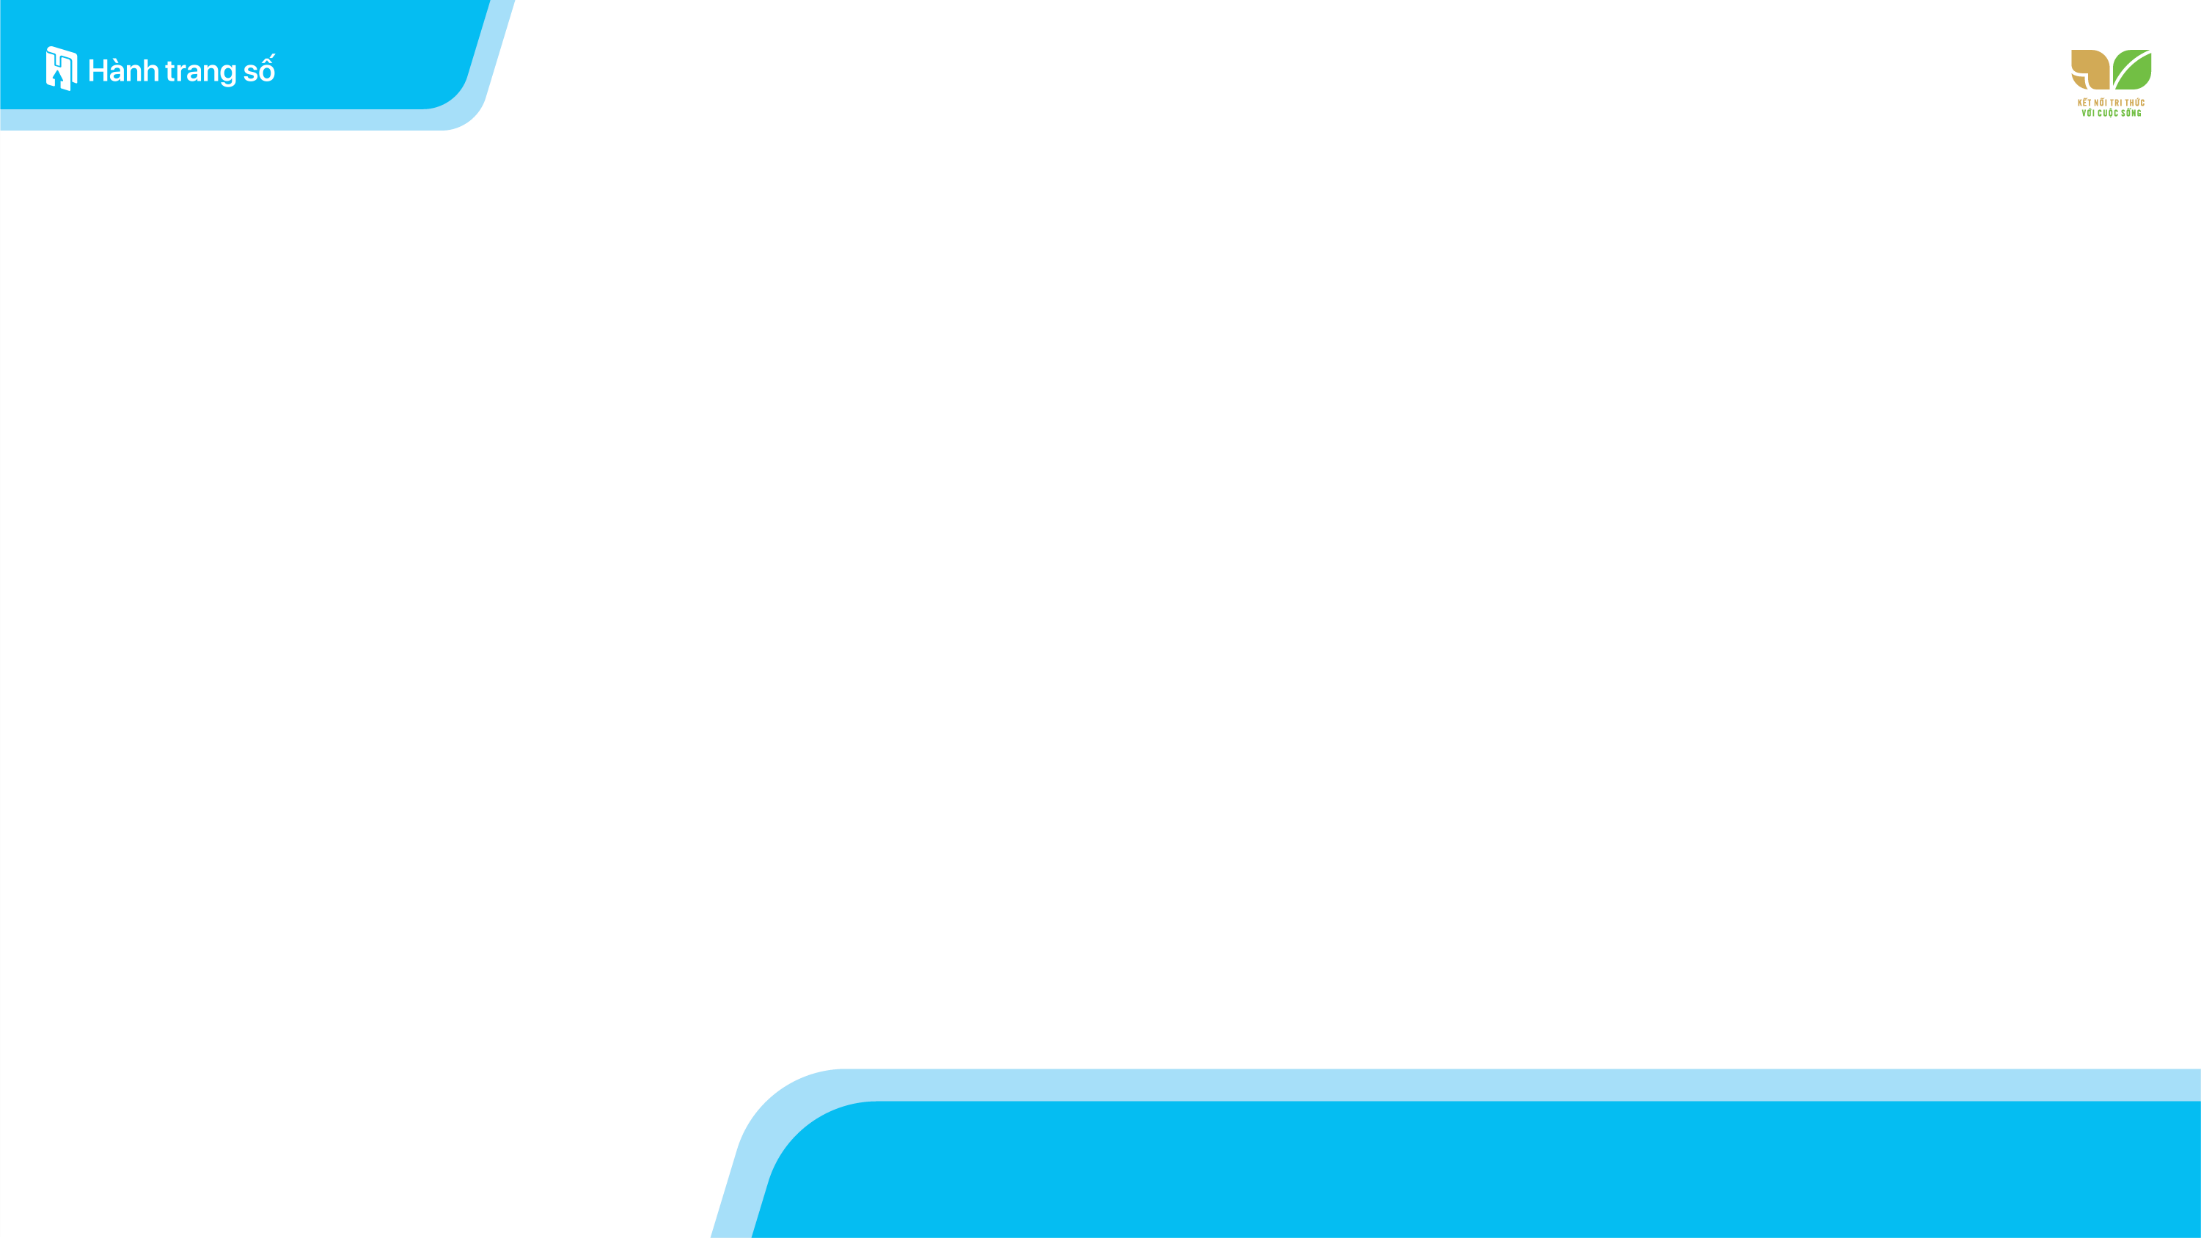 Hành trang số
KẾT NỐI TRI THỨC
VỚI CUỘC SỐNG